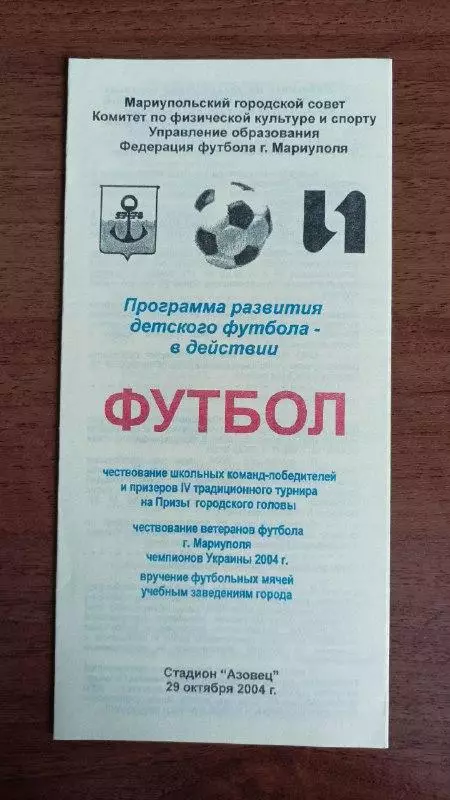 Мариупольский городской совет
Комитет по физической культуре и спорту
Управление образования
Федерация футбола г. Мариуполя
Программа развития
детского футбола -
в действии
ФУТБОЛ
чествование школьных команд-победителей
и призеров IV традиционного турнира
на Призы городского головы
чествование ветеранов футбола
г. Мариуполя
чемпионов Украины 2004 г.
вручение футбольных мячей
учебным заведениям города
Стадион "Азовец"
29 октября 2004 г.